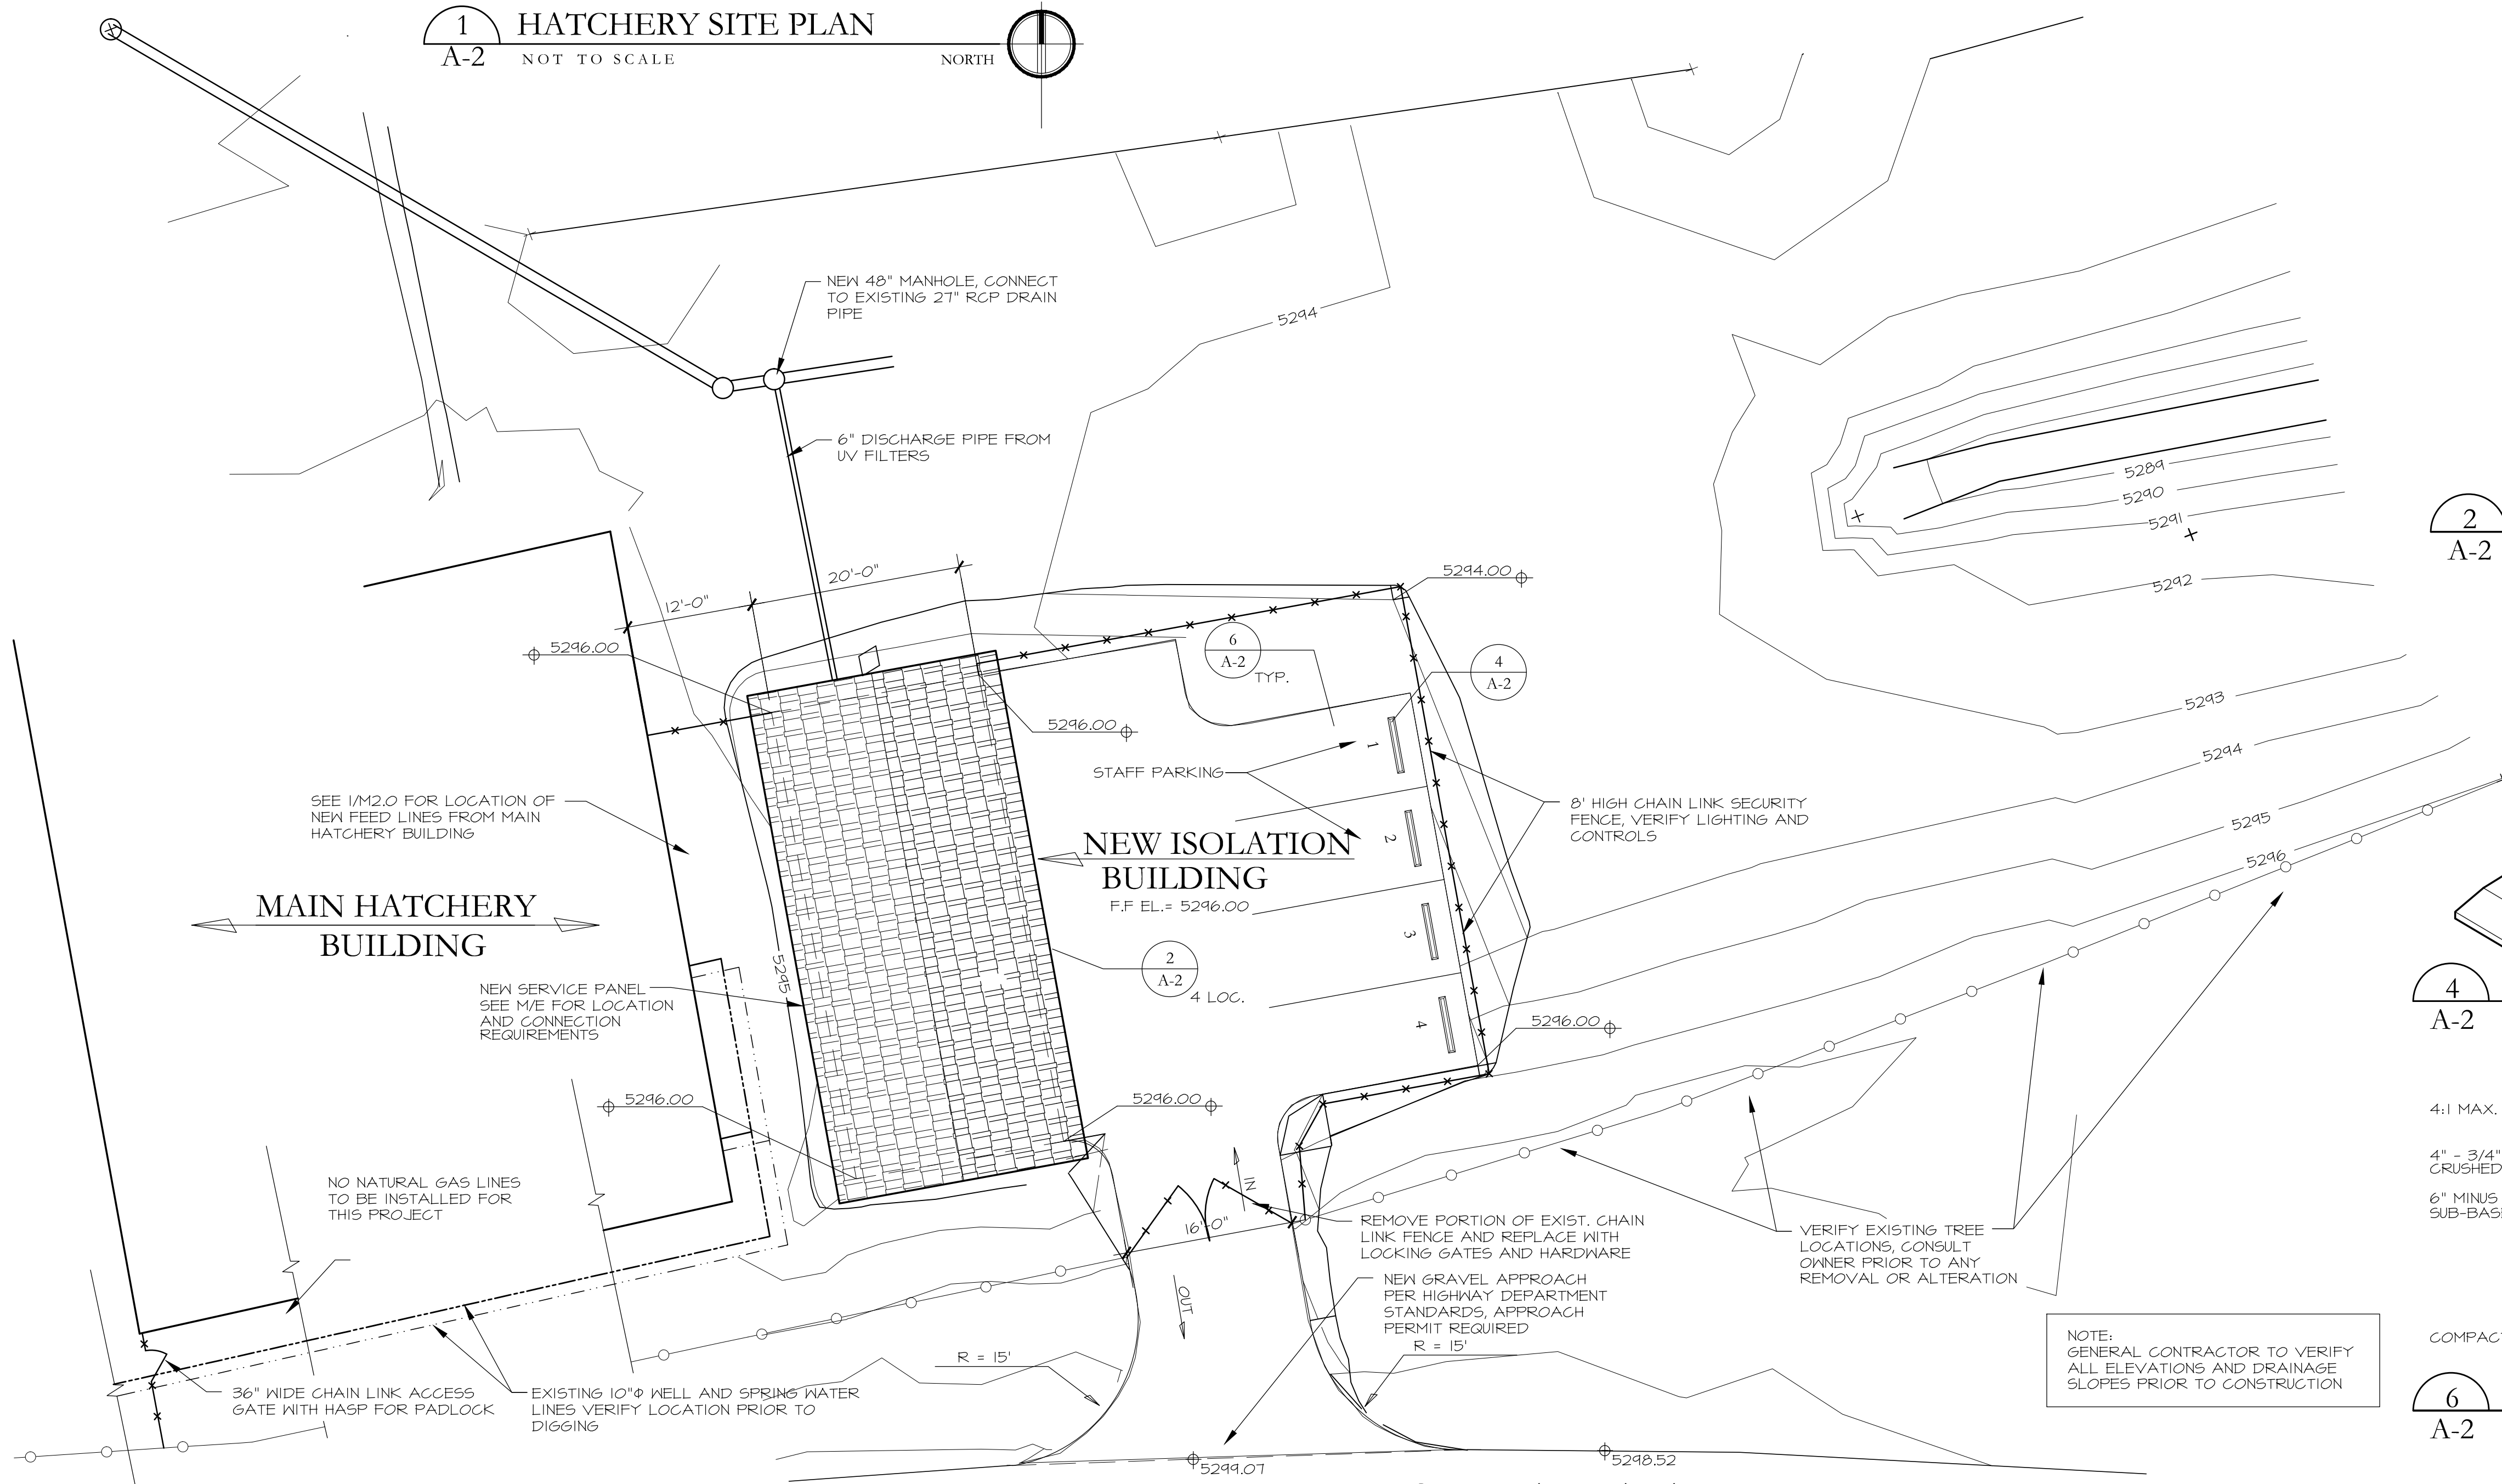 1
A-2
HATCHERY SITE PLAN
NOT TO SCALE
NORTH
NEW 48" MANHOLE, CONNECT
TO EXISTING 27" RCP DRAIN
PIPE
5294
6" DISCHARGE PIPE FROM
UV FILTERS
5289
5290
5291
5292
2
A-2
20'-0"
12'-0"
5294.00
5296.00
6
A-2
TYP.
4
A-2
5296.00
5293
5294
5295
5296
STAFF PARKING
1
2
3
4
SEE 1/M2.0 FOR LOCATION OF
NEW FEED LINES FROM MAIN
HATCHERY BUILDING
8' HIGH CHAIN LINK SECURITY
FENCE, VERIFY LIGHTING AND
CONTROLS
NEW ISOLATION
BUILDING
F.F EL.= 5296.00
MAIN HATCHERY
BUILDING
5295
2
A-2
4 LOC.
NEW SERVICE PANEL
SEE M/E FOR LOCATION
AND CONNECTION
REQUIREMENTS
4
A-2
5296.00
5296.00
5296.00
4:1 MAX.
4" - 3/4"
CRUSHED
6" MINUS
SUB-BASE
NO NATURAL GAS LINES
TO BE INSTALLED FOR
THIS PROJECT
IN
16'-0"
OUT
REMOVE PORTION OF EXIST. CHAIN
LINK FENCE AND REPLACE WITH
LOCKING GATES AND HARDWARE
VERIFY EXISTING TREE
LOCATIONS, CONSULT
OWNER PRIOR TO ANY
REMOVAL OR ALTERATION
NEW GRAVEL APPROACH
PER HIGHWAY DEPARTMENT
STANDARDS, APPROACH
PERMIT REQUIRED
R = 15'
R = 15'
NOTE:
GENERAL CONTRACTOR TO VERIFY
ALL ELEVATIONS AND DRAINAGE
SLOPES PRIOR TO CONSTRUCTION
36" WIDE CHAIN LINK ACCESS
GATE WITH HASP FOR PADLOCK
EXISTING 10"Φ WELL AND SPRING WATER
LINES VERIFY LOCATION PRIOR TO
DIGGING
6
A-2
5299.07
5298.52